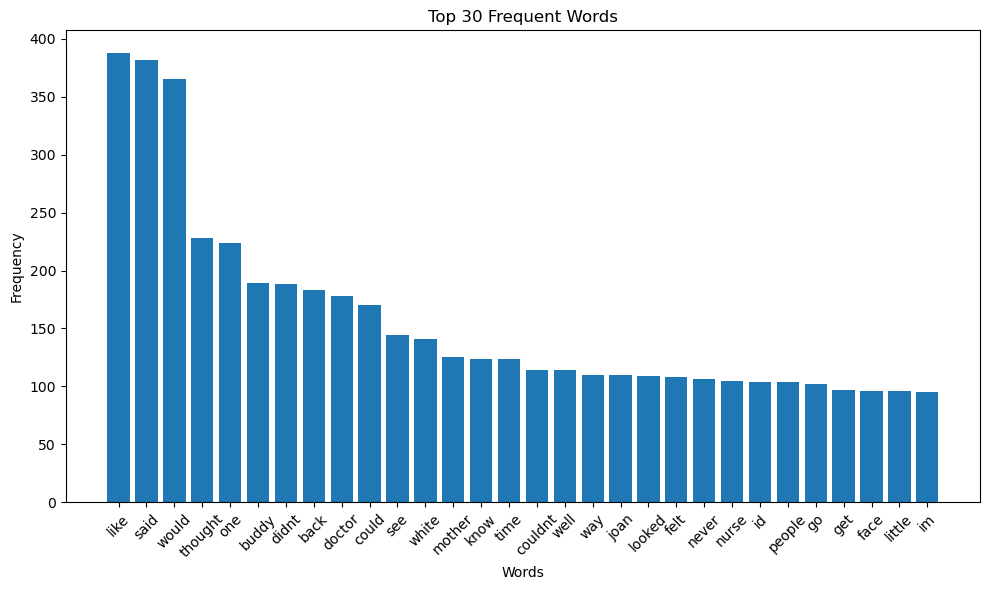 Top 30 Frequent Words
400
350
300
250
200
150
100
50
0
Frequency
like
said
would
thought
one
buddy
didnt
back
doctor
could
see
white
mother
know
time
couldnt
well
way
joan
looked
felt
never
nurse
id
people
go
get
face
little
im
Words